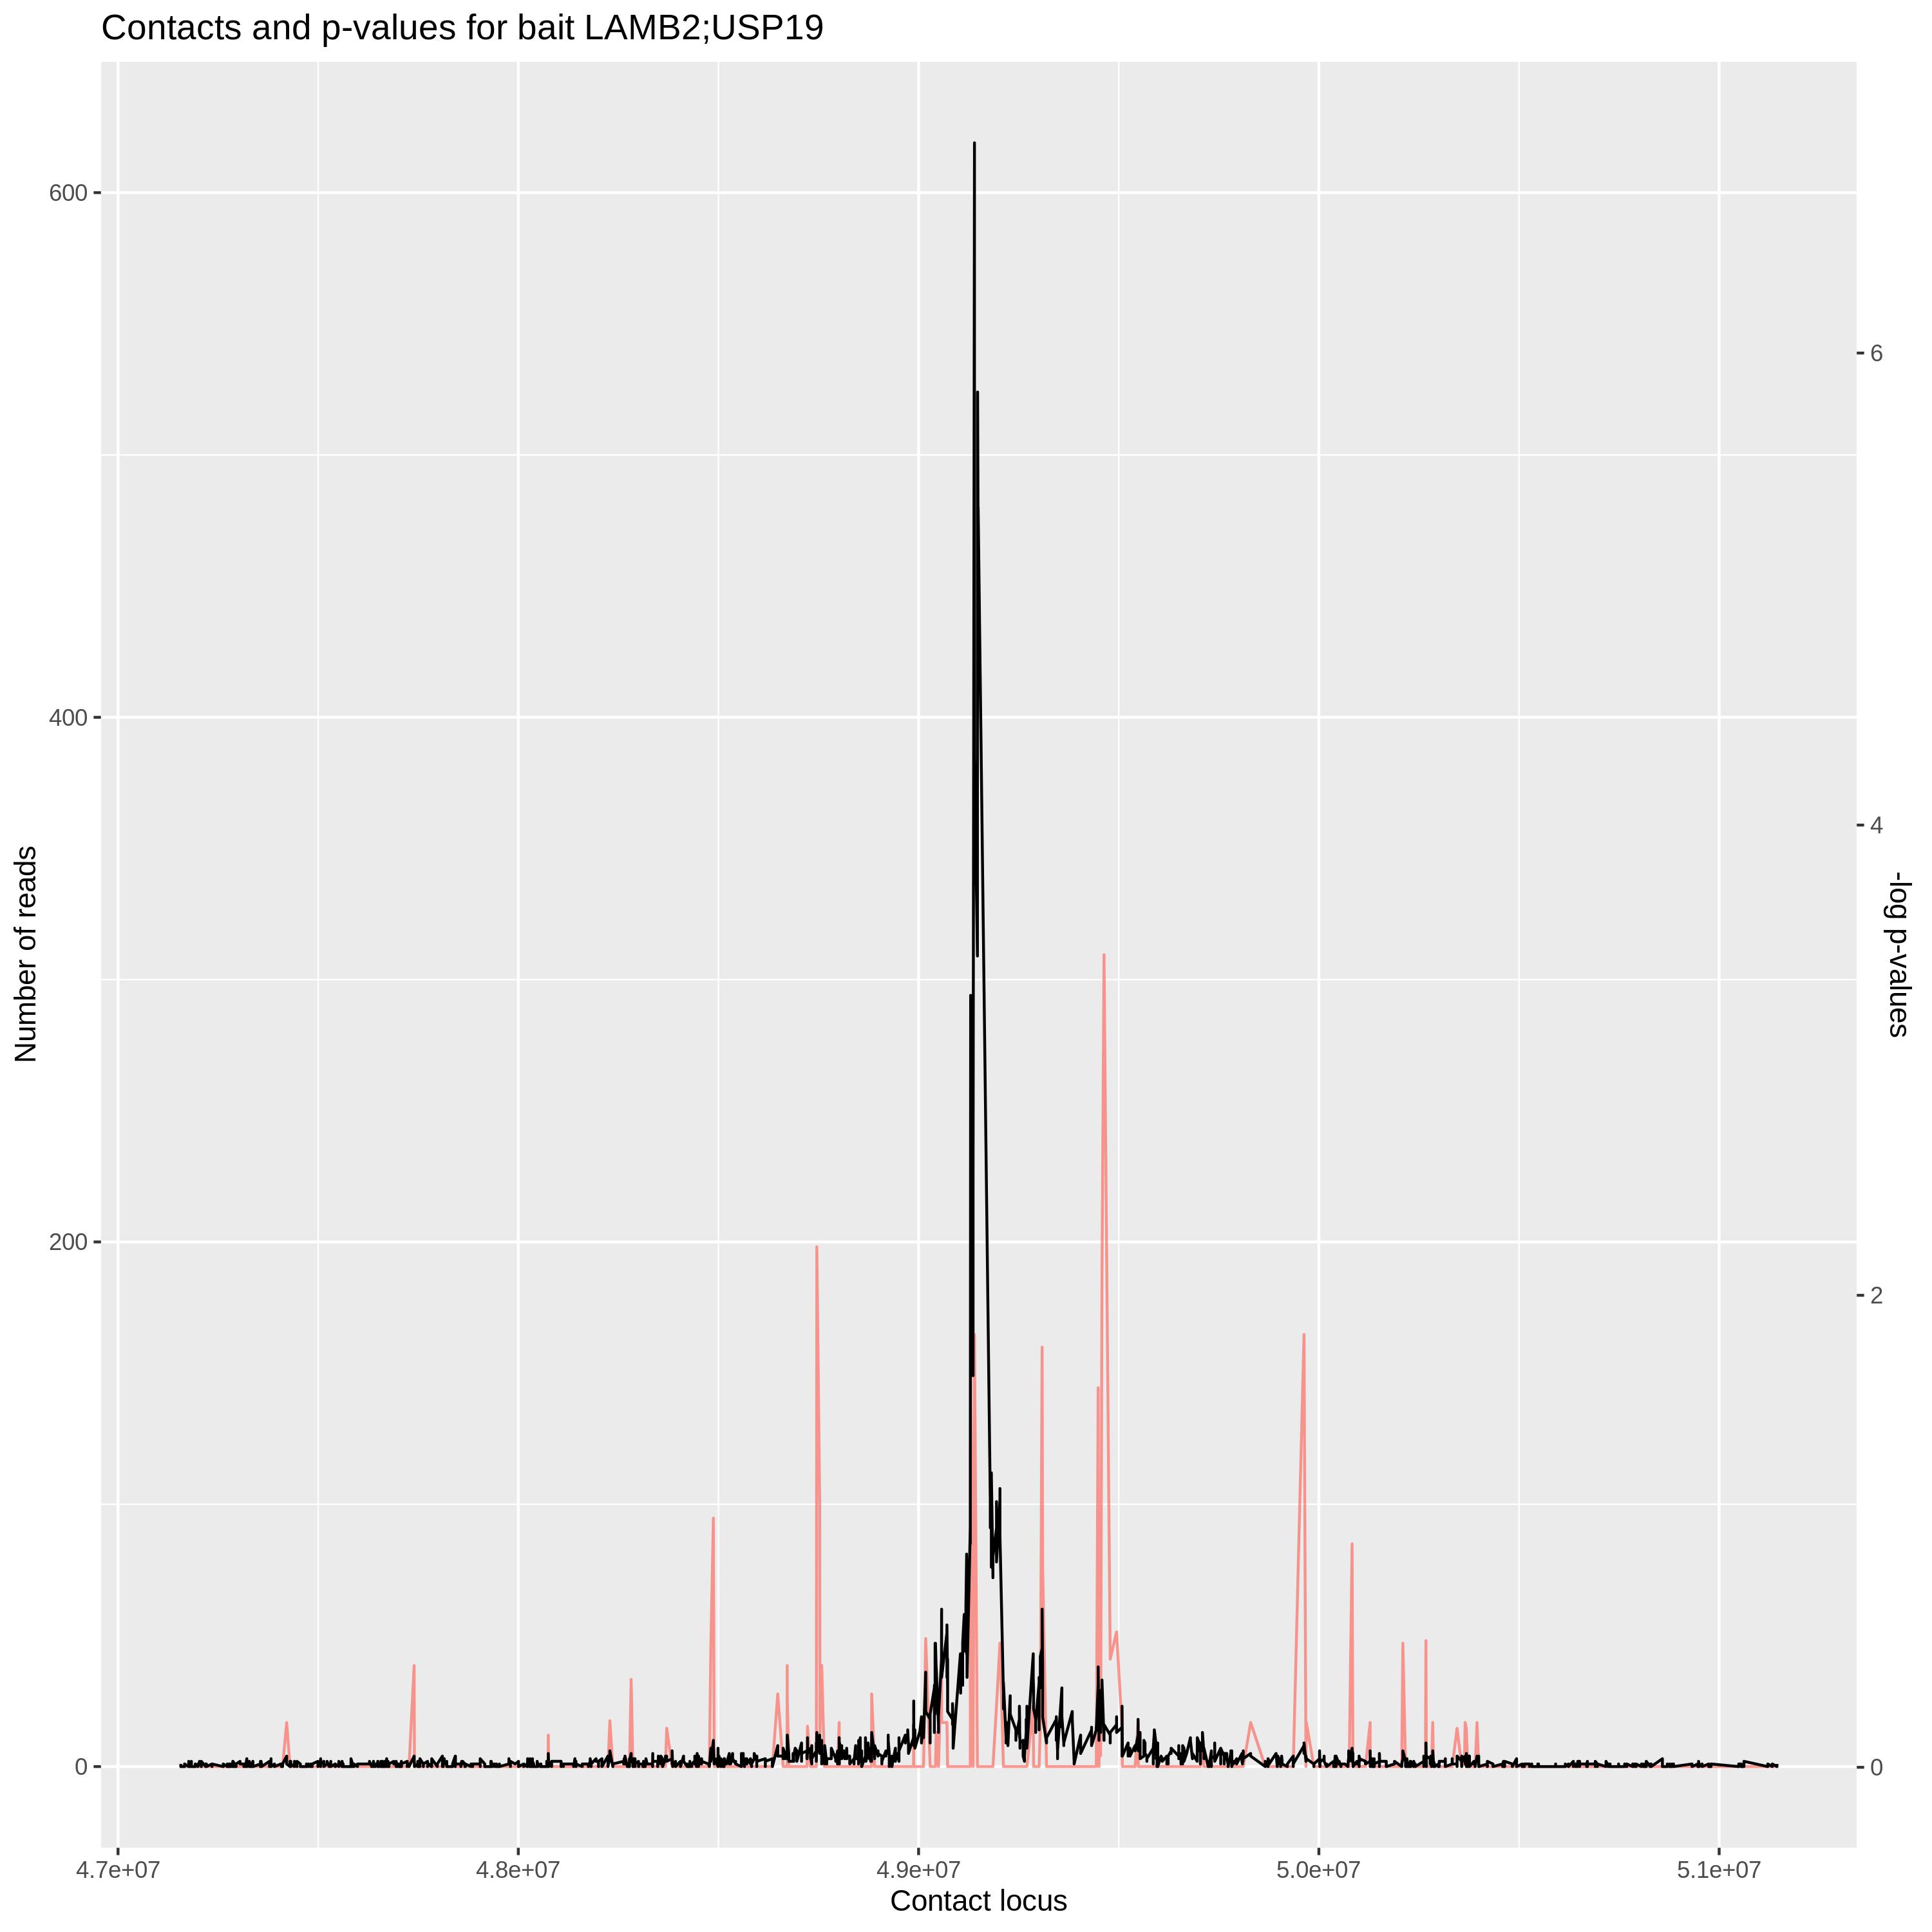 Contacts and p-values for bait LAMB2;USP19
600
400
200
0
Number of reads
6
4
2
0
-log p-values
4.7e+07
4.8e+07
4.9e+07
5.0e+07
5.1e+07
Contact locus